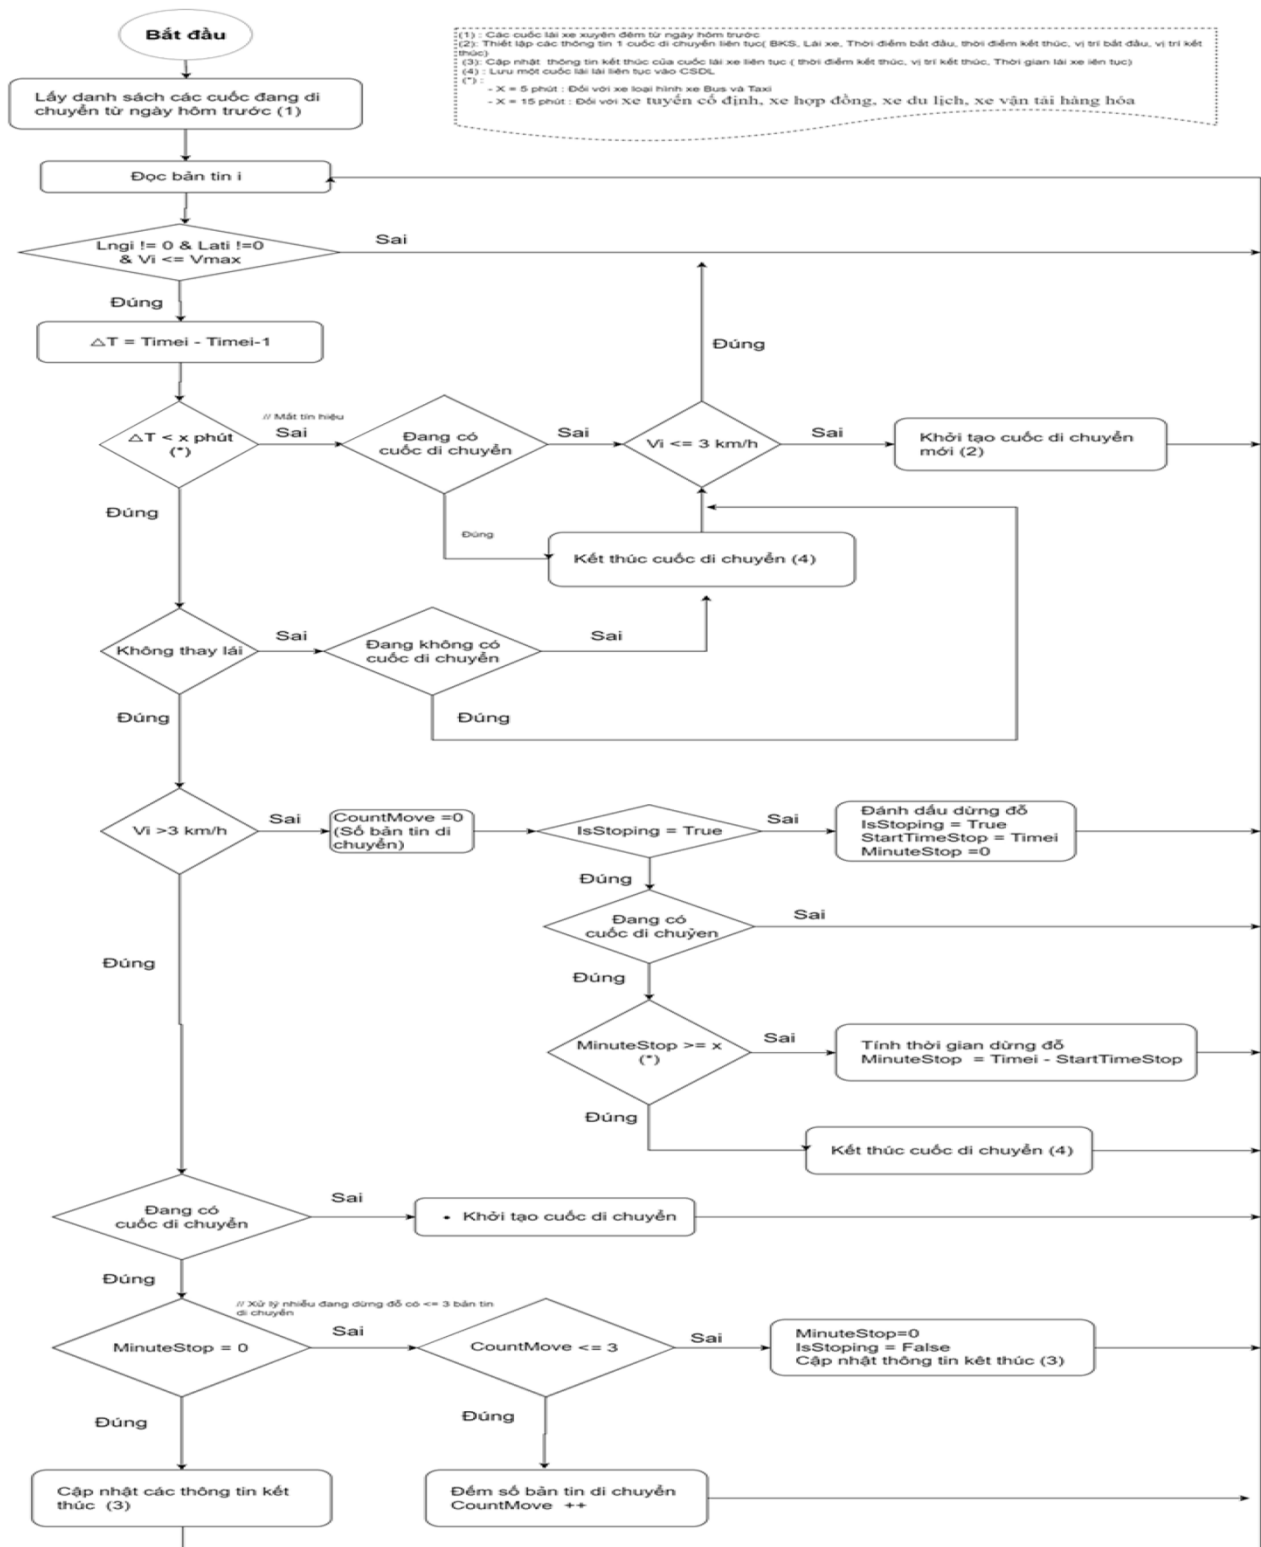 Bắt đầu
(1) : Các cuốc lái xe xuyên đêm từ ngày hôm trước
(2): Thiết lập các thông tin 1 cuốc di chuyển liên tục( BKS, Lái xe, Thời điểm bắt đầu, thời điểm kết thúc, vị trí bắt đầu, vị trí kết
thúc)
(3): Cập nhật thông tin kết thúc của cuốc lái xe liên tục ( thời điểm kết thúc, vị trí kết thúc, Thời gian lái xe iên tục)
(4) : Lưu một cuốc lái lái liên tục vào CSDL
(*) :
- X = 5 phút : Đối với xe loại hình xe Bus và Taxi
- X = 15 phút : Đối với xe tuyến cố định, xe hợp đồng, xe du lịch, xe vận tải hàng hóa
Lấy danh sách các cuốc đang di
chuyển từ ngày hôm trước (1)
Đọc bản tin i
Lngi != 0 & Lati !=0
& Vi <= Vmax
Sai
Đúng
△T = Timei - Timei-1
Đúng
△T < x phút
(*)
// Mất tín hiệu
Sai
Đang có
cuốc di chuyển
Sai
Vi <= 3 km/h
Sai
Khởi tạo cuốc di chuyển
mới (2)
Đúng
Đúng
Kết thúc cuốc di chuyển (4)
Không thay lái
Sai
Đang không có
cuốc di chuyển
Sai
Đúng
Đúng
Vi >3 km/h
Sai
CountMove =0
(Số bản tin di
chuyển)
IsStoping = True
Sai
Đánh dấu dừng đỗ
IsStoping = True
StartTimeStop = Timei
MinuteStop =0
Đúng
Đang có
cuốc di chuỷen
Sai
Đúng
Đúng
MinuteStop >= x
(*)
Sai
Tính thời gian dừng đỗ
MinuteStop = Timei - StartTimeStop
Đúng
Kết thúc cuốc di chuyển (4)
Đang có
cuốc di chuyển
Sai
• Khởi tạo cuốc di chuyển
Đúng
// Xử lý nhiễu đang dừng đỗ có <= 3 bản tin
di chuyển
MinuteStop = 0
Sai
CountMove <= 3
Sai
MinuteStop=0
IsStoping = False
Cập nhật thông tin kêt thúc (3)
Đúng
Đúng
Cập nhật các thông tin kết
thúc (3)
Đếm số bản tin di chuyển
CountMove ++